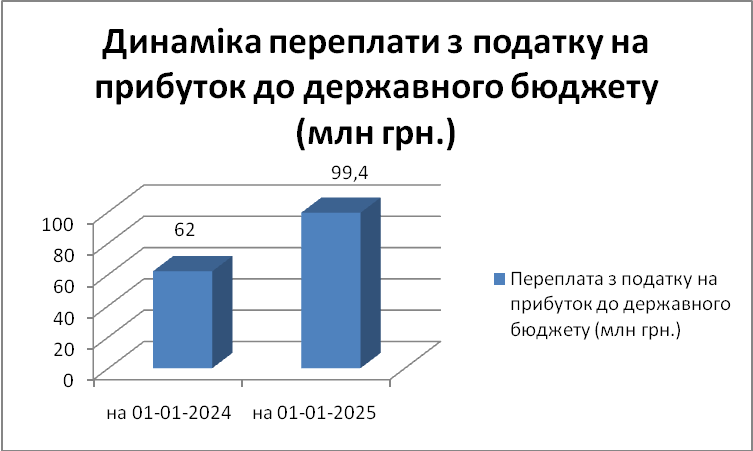 Динаміка переплати з податку на
прибуток до державного бюджету
(млн грн.)
99,4
62
100
80
60
40
20
0
на 01-01-2024
на 01-01-2025
Переплата з податку на
прибуток до державного
бюджету (млн грн.)